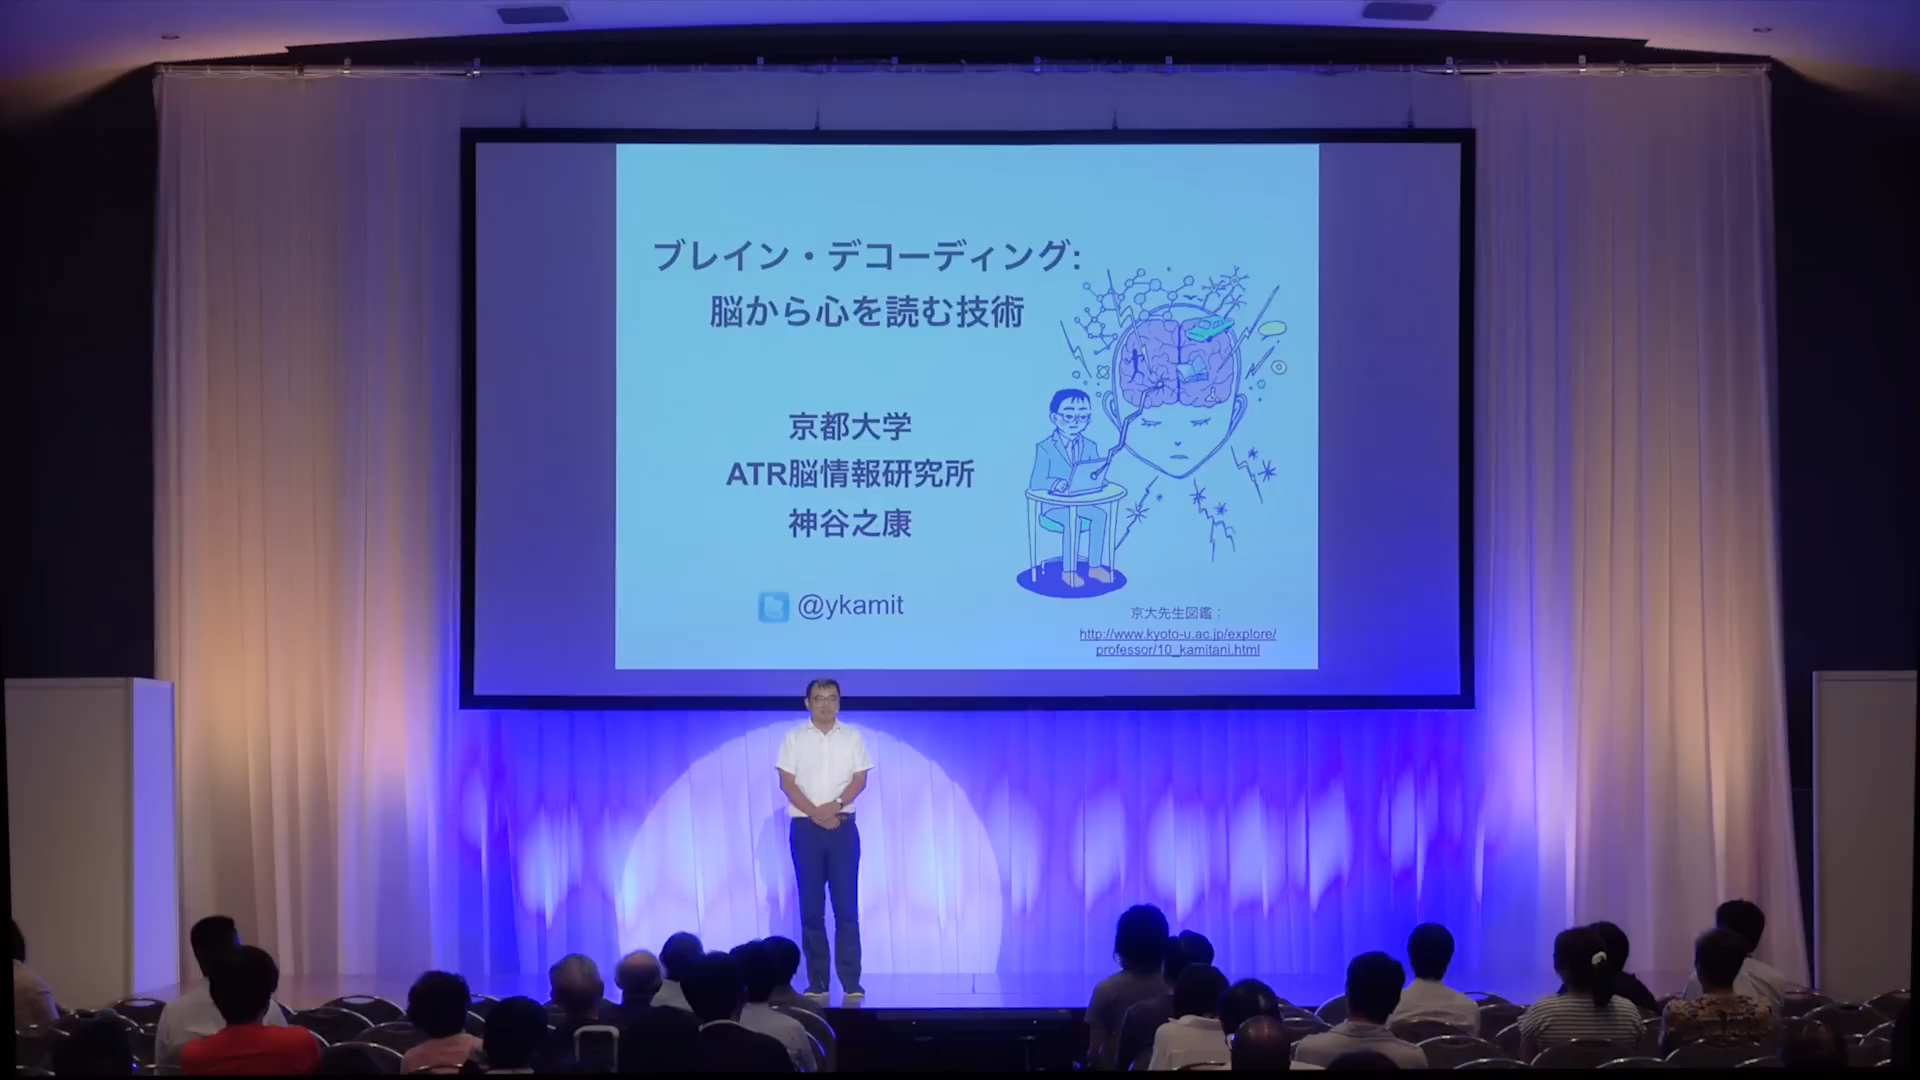 ブレイン・デコーディング:
脳から心を読む技術
京都大学
ATR脳情報研究所
神谷之康
@ykamit
京大先生図鑑：
http://www.kyoto-u.ac.jp/explore/
professor/10_kamitani.html